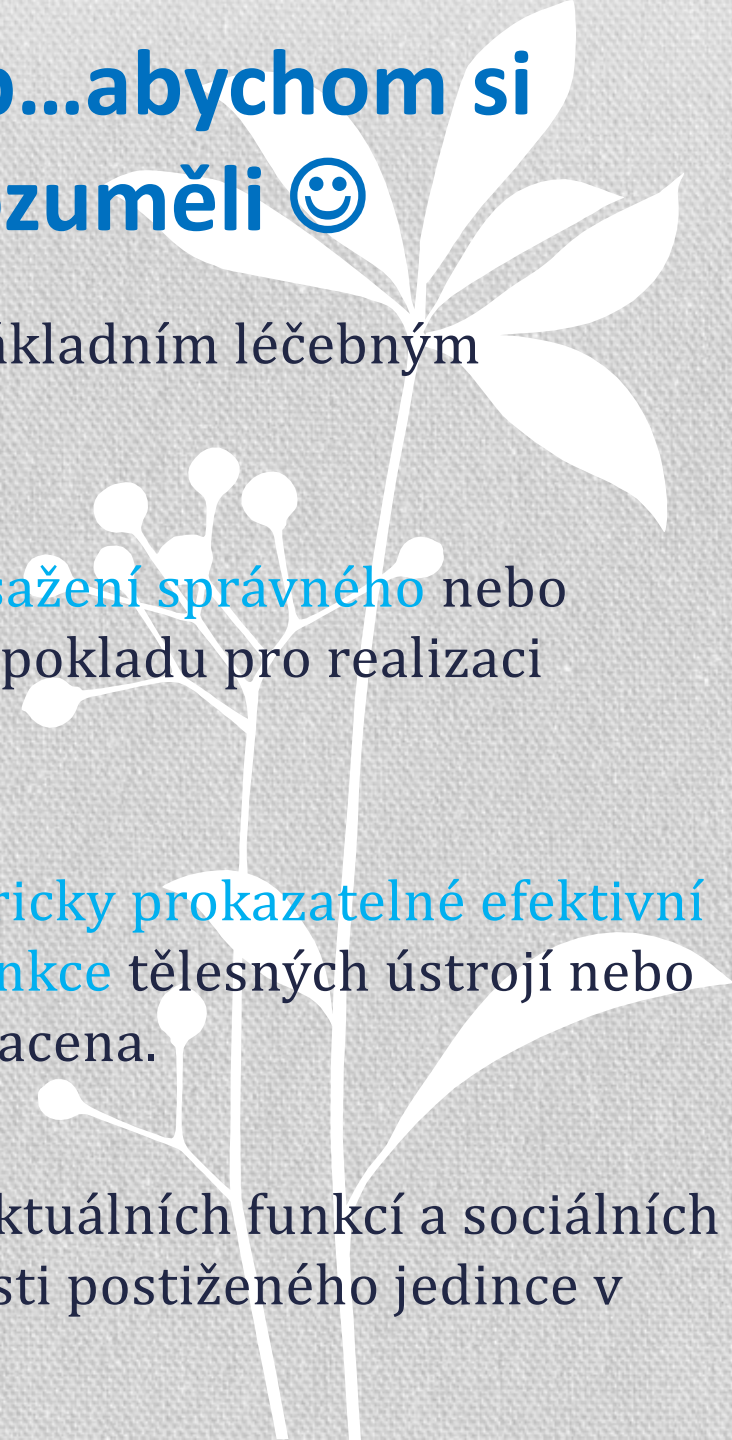 …abychom si
ozuměli ☺
ákladním léčebným
sažení správného nebo
pokladu pro realizaci
ricky prokazatelné efektivní
nkce tělesných ústrojí nebo
acena.
ktuálních funkcí a sociálních
sti postiženého jedince v